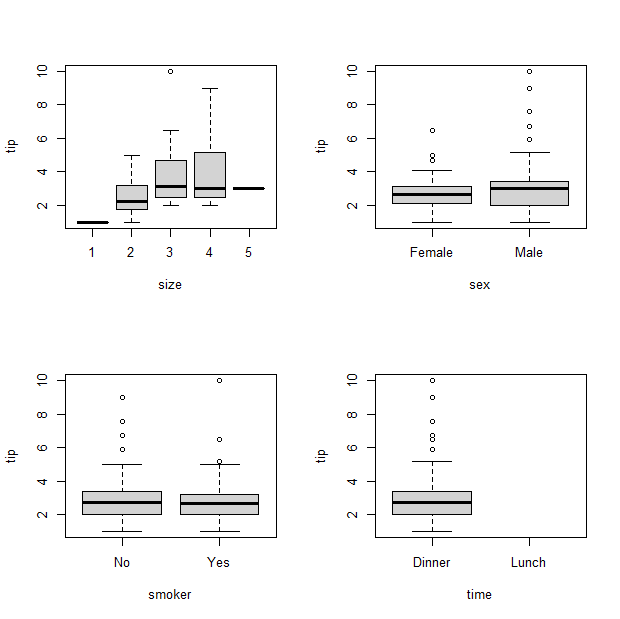 tip
10
8
6
4
2
1 2 3 4 5
size
tip
10
8
6
4
2
Female Male
sex
tip
10
8
6
4
2
No Yes
smoker
tip
10
8
6
4
2
Dinner Lunch
time